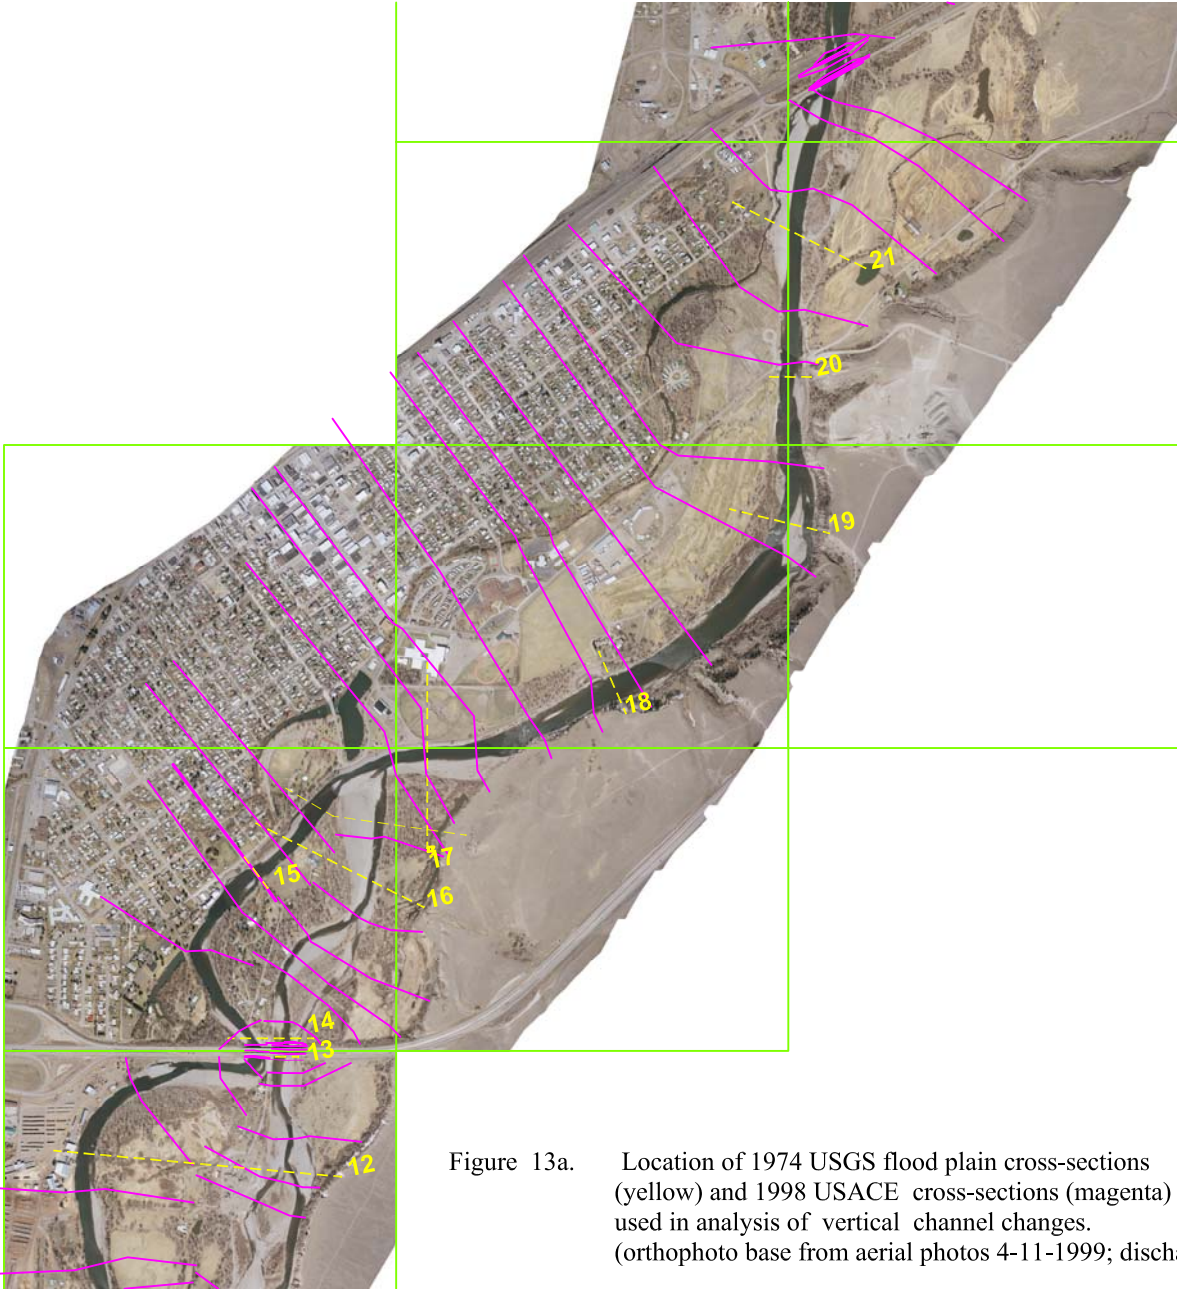 21
20
19
18
15
17
16
14
13
12
Figure 13a. Location of 1974 USGS flood plain cross-sections
(yellow) and 1998 USACE cross-sections (magenta)
used in analysis of vertical channel changes.
(orthophoto base from aerial photos 4-11-1999; discha